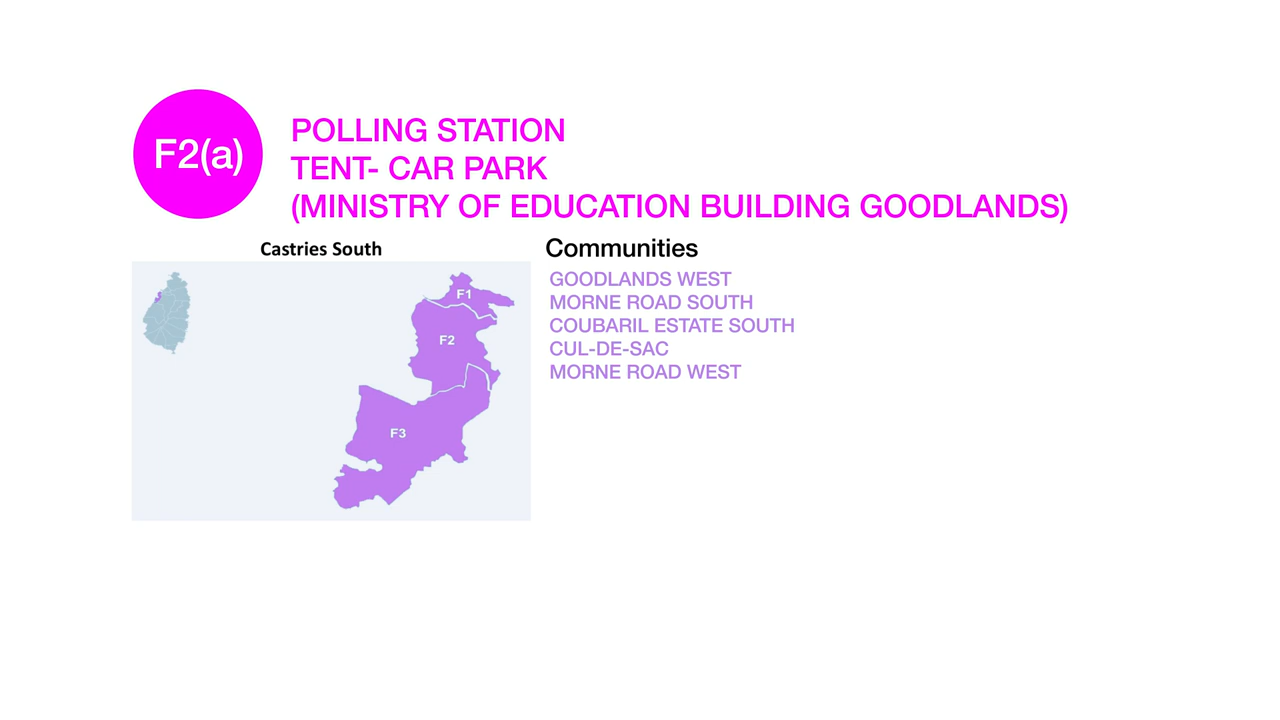 F2(a)
POLLING STATION
TENT- CAR PARK
(MINISTRY OF EDUCATION BUILDING GOODLANDS)
Castries South
F1
F2
F3
Communities
GOODLANDS WEST
MORNE ROAD SOUTH
COUBARIL ESTATE SOUTH
CUL-DE-SAC
MORNE ROAD WEST